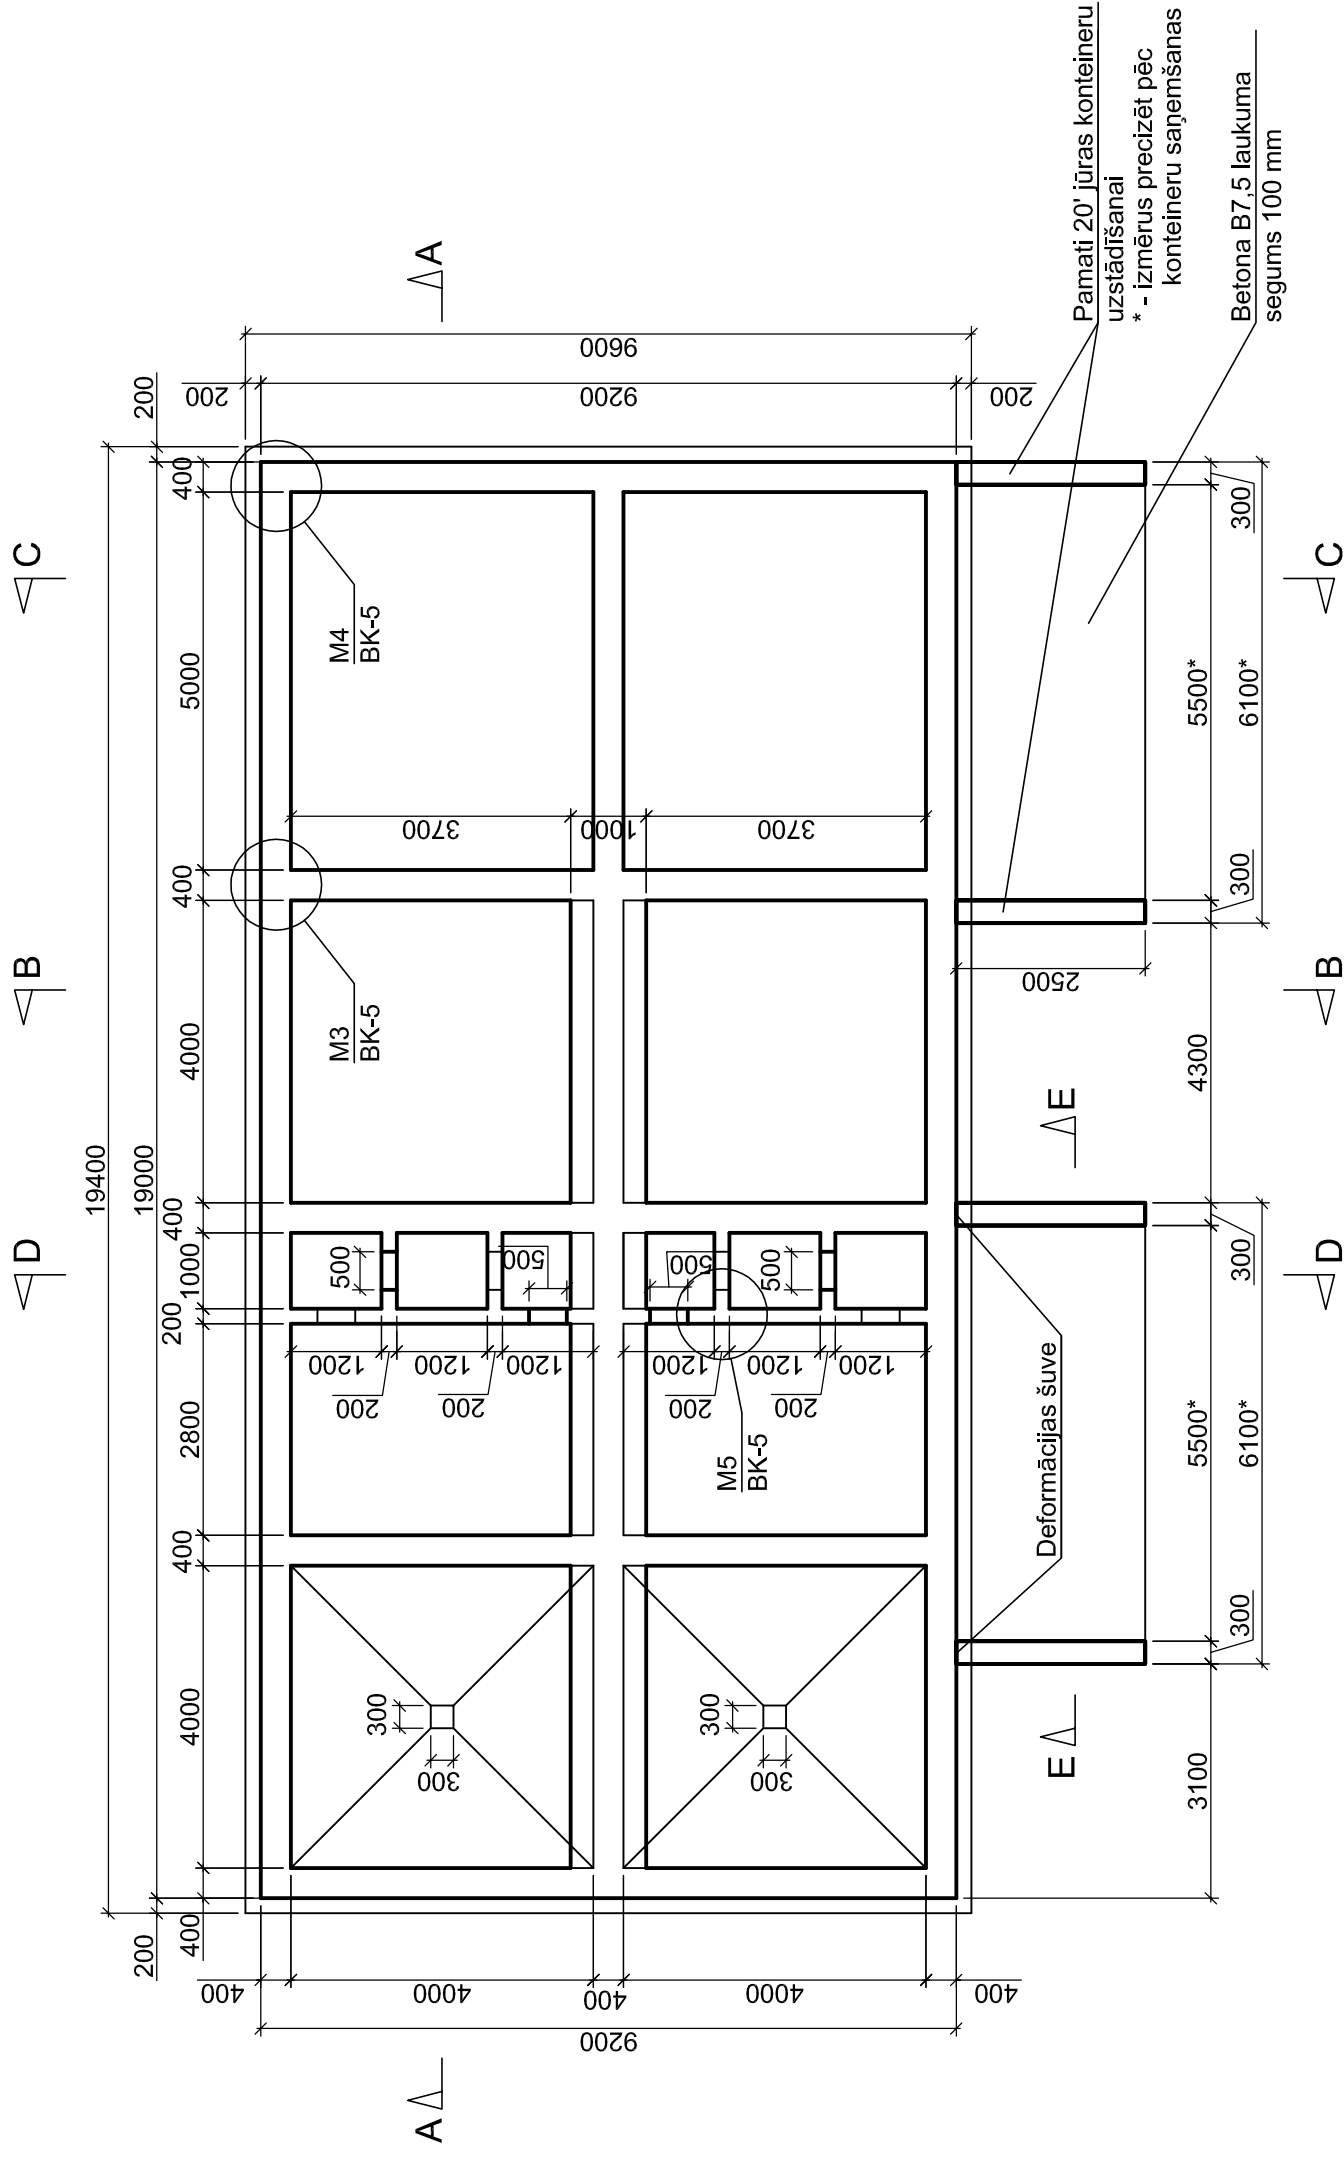 A
A
B
B
C
C
D
D
E
E
19400
200
19000
200
400
4000
400
2800
200
1000
400
4000
400
5000
400
9600
200
9200
200
9200
400
4000
400
4000
400
3700
1000
3700
M4
BK-5
M3
BK-5
M5
BK-5
500
500
500
500
1200
200
1200
200
1200
1200
200
1200
200
1200
300
300
300
300
2500
Pamati 20' jūras konteineru
uzstādīšanai
* - izmērus precizēt pēc
konteineru saņemšanas
Betona B7,5 laukuma
segums 100 mm
Deformācijas šuve
3100
300
5500*
300
6100*
4300
300
5500*
300
6100*